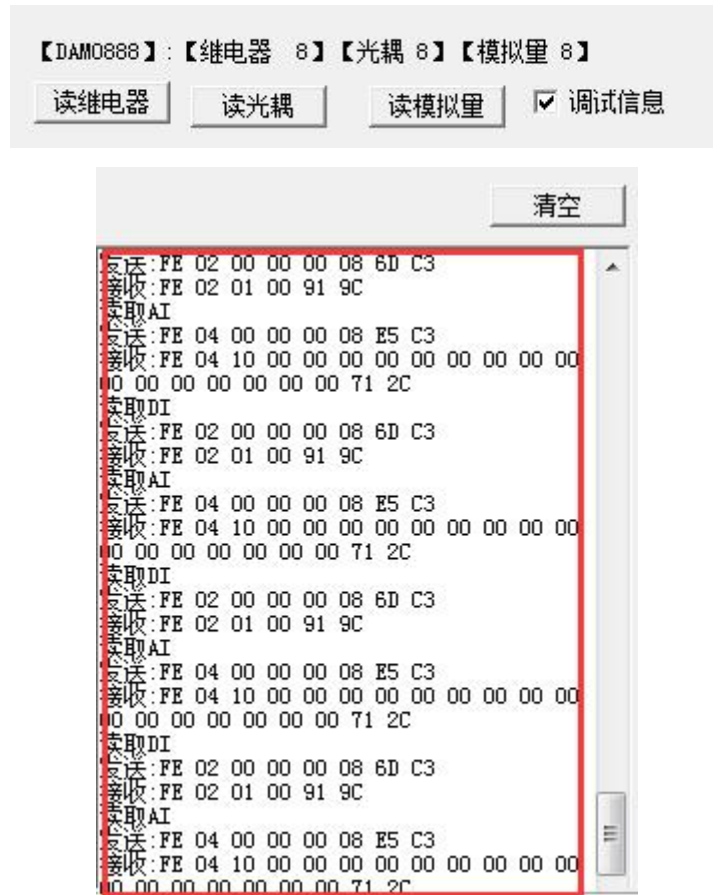 【DAM0888】:【继电器 8】【光耦 8】【模拟量 8】
读继电器 读光耦 读模拟量 调试信息
清空
发送:FE 02 00 00 00 08 6D C3
接收:FE 02 01 00 91 9C
读取AI
发送:FE 04 00 00 00 08 E5 C3
接收:FE 04 10 00 00 00 00 00 00 00 00 00
00 00 00 00 00 00 00 71 2C
读取DI
发送:FE 02 00 00 00 08 6D C3
接收:FE 02 01 00 91 9C
读取AI
发送:FE 04 00 00 00 08 E5 C3
接收:FE 04 10 00 00 00 00 00 00 00 00 00
00 00 00 00 00 00 00 71 2C
读取DI
发送:FE 02 00 00 00 08 6D C3
接收:FE 02 01 00 91 9C
读取AI
发送:FE 04 00 00 00 08 E5 C3
接收:FE 04 10 00 00 00 00 00 00 00 00 00
00 00 00 00 00 00 00 71 2C
读取DI
发送:FE 02 00 00 00 08 6D C3
接收:FE 02 01 00 91 9C
读取AI
发送:FE 04 00 00 00 08 E5 C3
接收:FE 04 10 00 00 00 00 00 00 00 00 00
00 00 00 00 00 00 00 71 2C